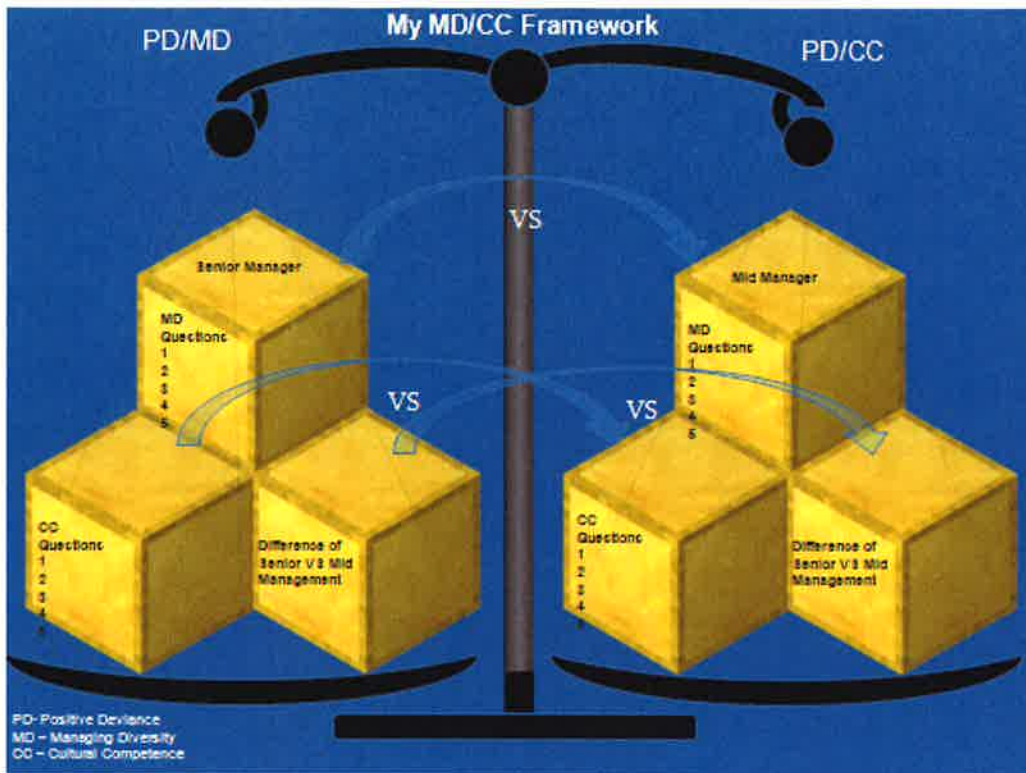 My MD/CC Framework
PD/MD
PD/CC
VS
Senior Manager
MD
Questions
1
2
3
4
5
VS
CC
Questions
1
2
3
4
5
Difference of
Senior VS Mid
Management
Mid Manager
MD
Questions
1
2
3
4
5
VS
CC
Questions
1
2
3
4
5
Difference of
Senior VS Mid
Management
PD- Positive Deviance
MD – Managing Diversity
CC – Cultural Competence